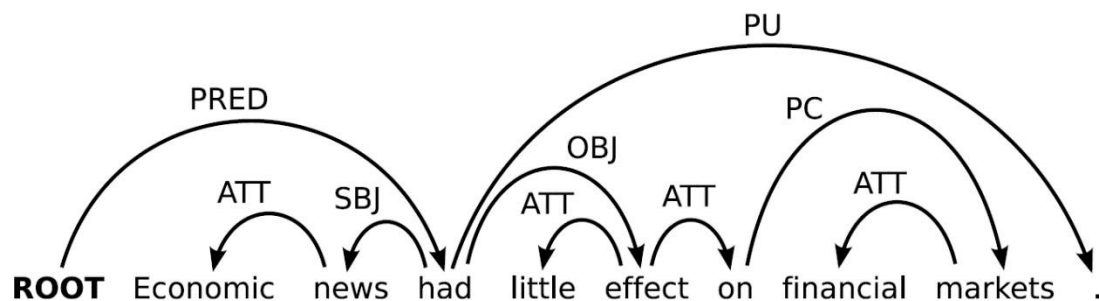 PU
PRED
PC
OBJ
ATT SBJ ATT ATT ATT
ROOT Economic news had little effect on financial markets .